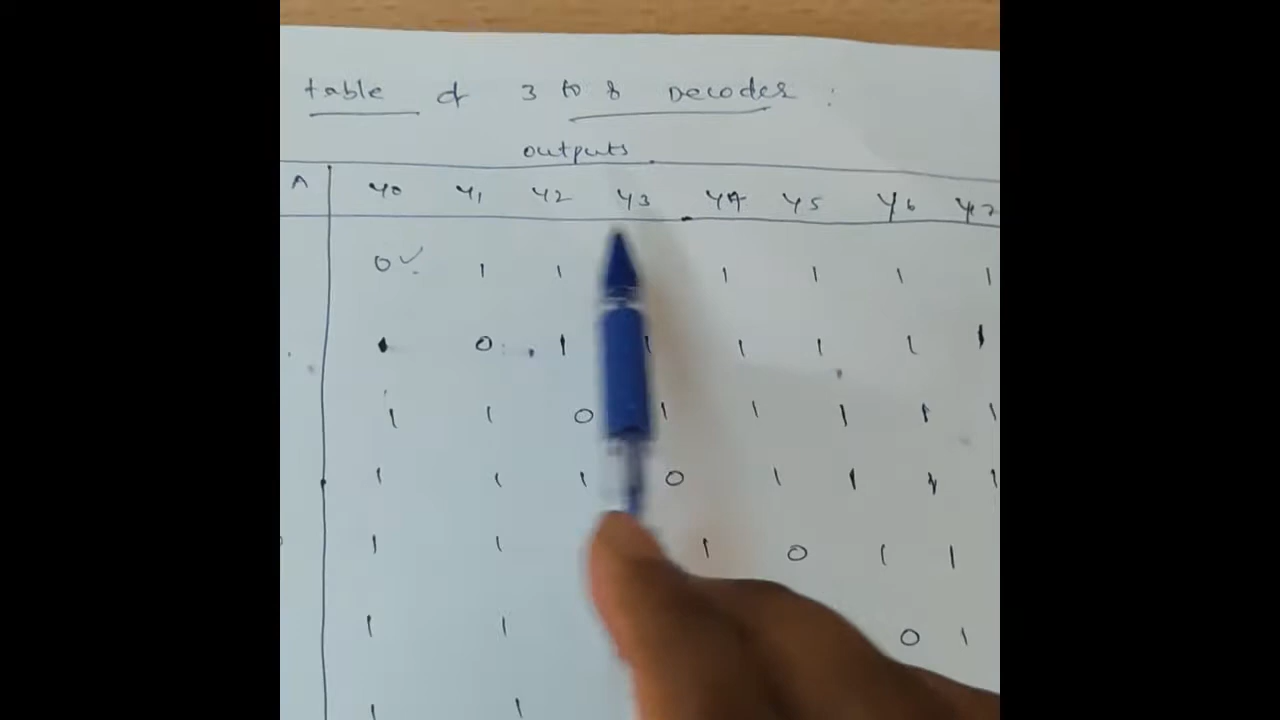 table of 3 to 8 Decoder :
outputs
A Y0 Y1 Y2 Y3 Y4 Y5 Y6 Y7
0 ✓ 1 1 1 1 1 1
0 1 1 1 1 1 1
1 1 0 1 1 1 1 1
1 1 1 0 1 1 1 1
1 1 1 0 1 1
1 1 0 1
1 1